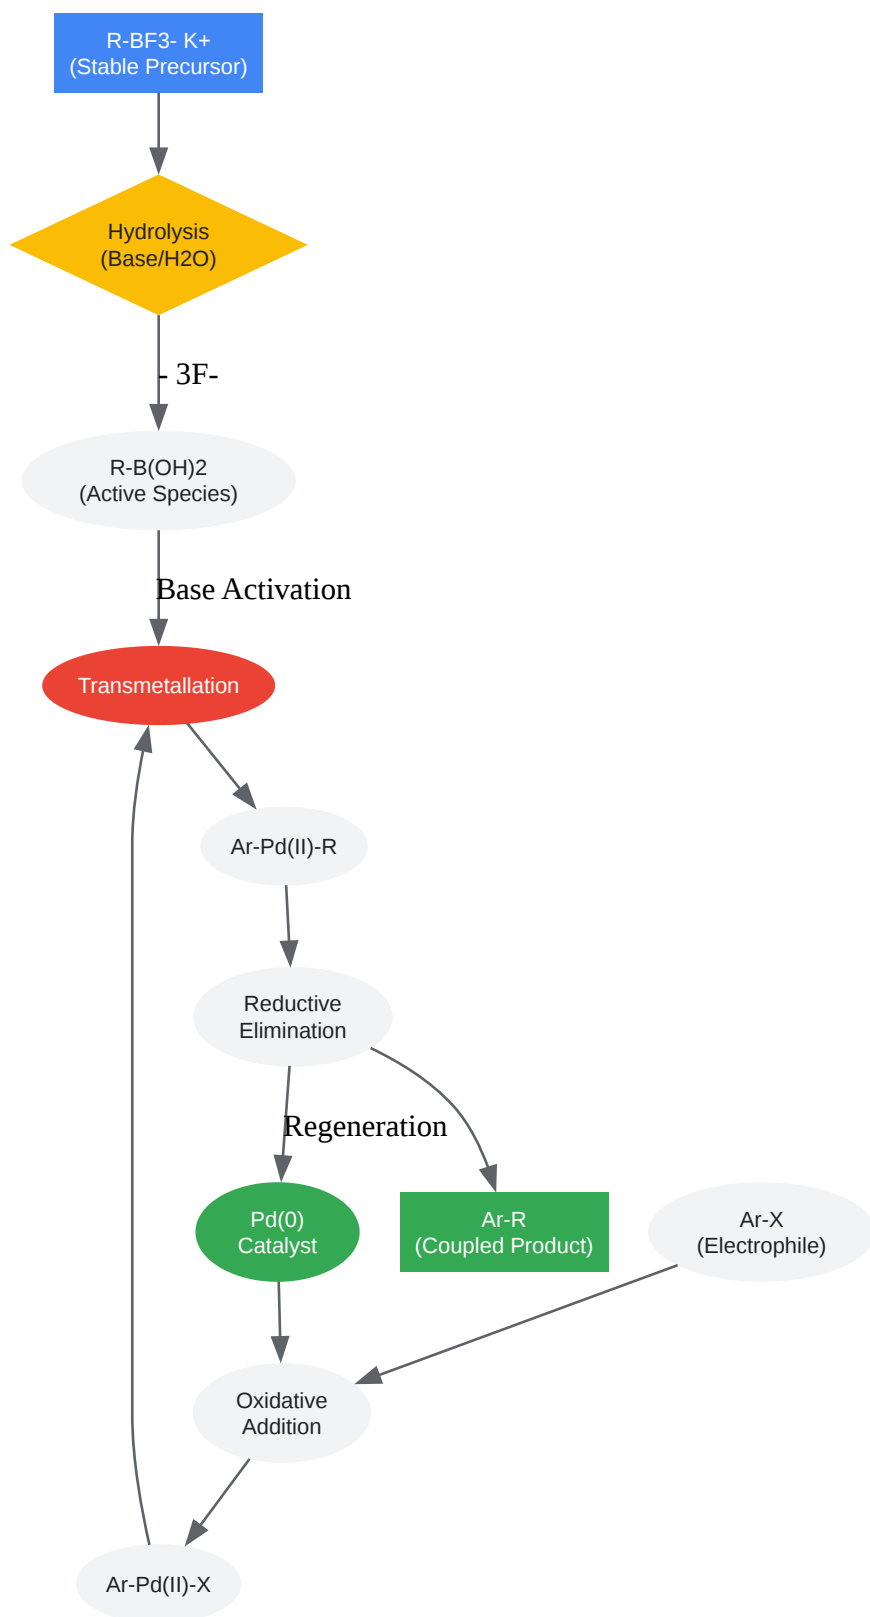 R-BF3- K+
(Stable Precursor)
Hydrolysis
(Base/H2O)
- 3F-
R-B(OH)2
(Active Species)
Base Activation
Transmetallation
Ar-Pd(II)-R
Reductive
Elimination
Regeneration
Pd(0)
Catalyst
Ar-R
(Coupled Product)
Ar-X
(Electrophile)
Oxidative
Addition
Ar-Pd(II)-X